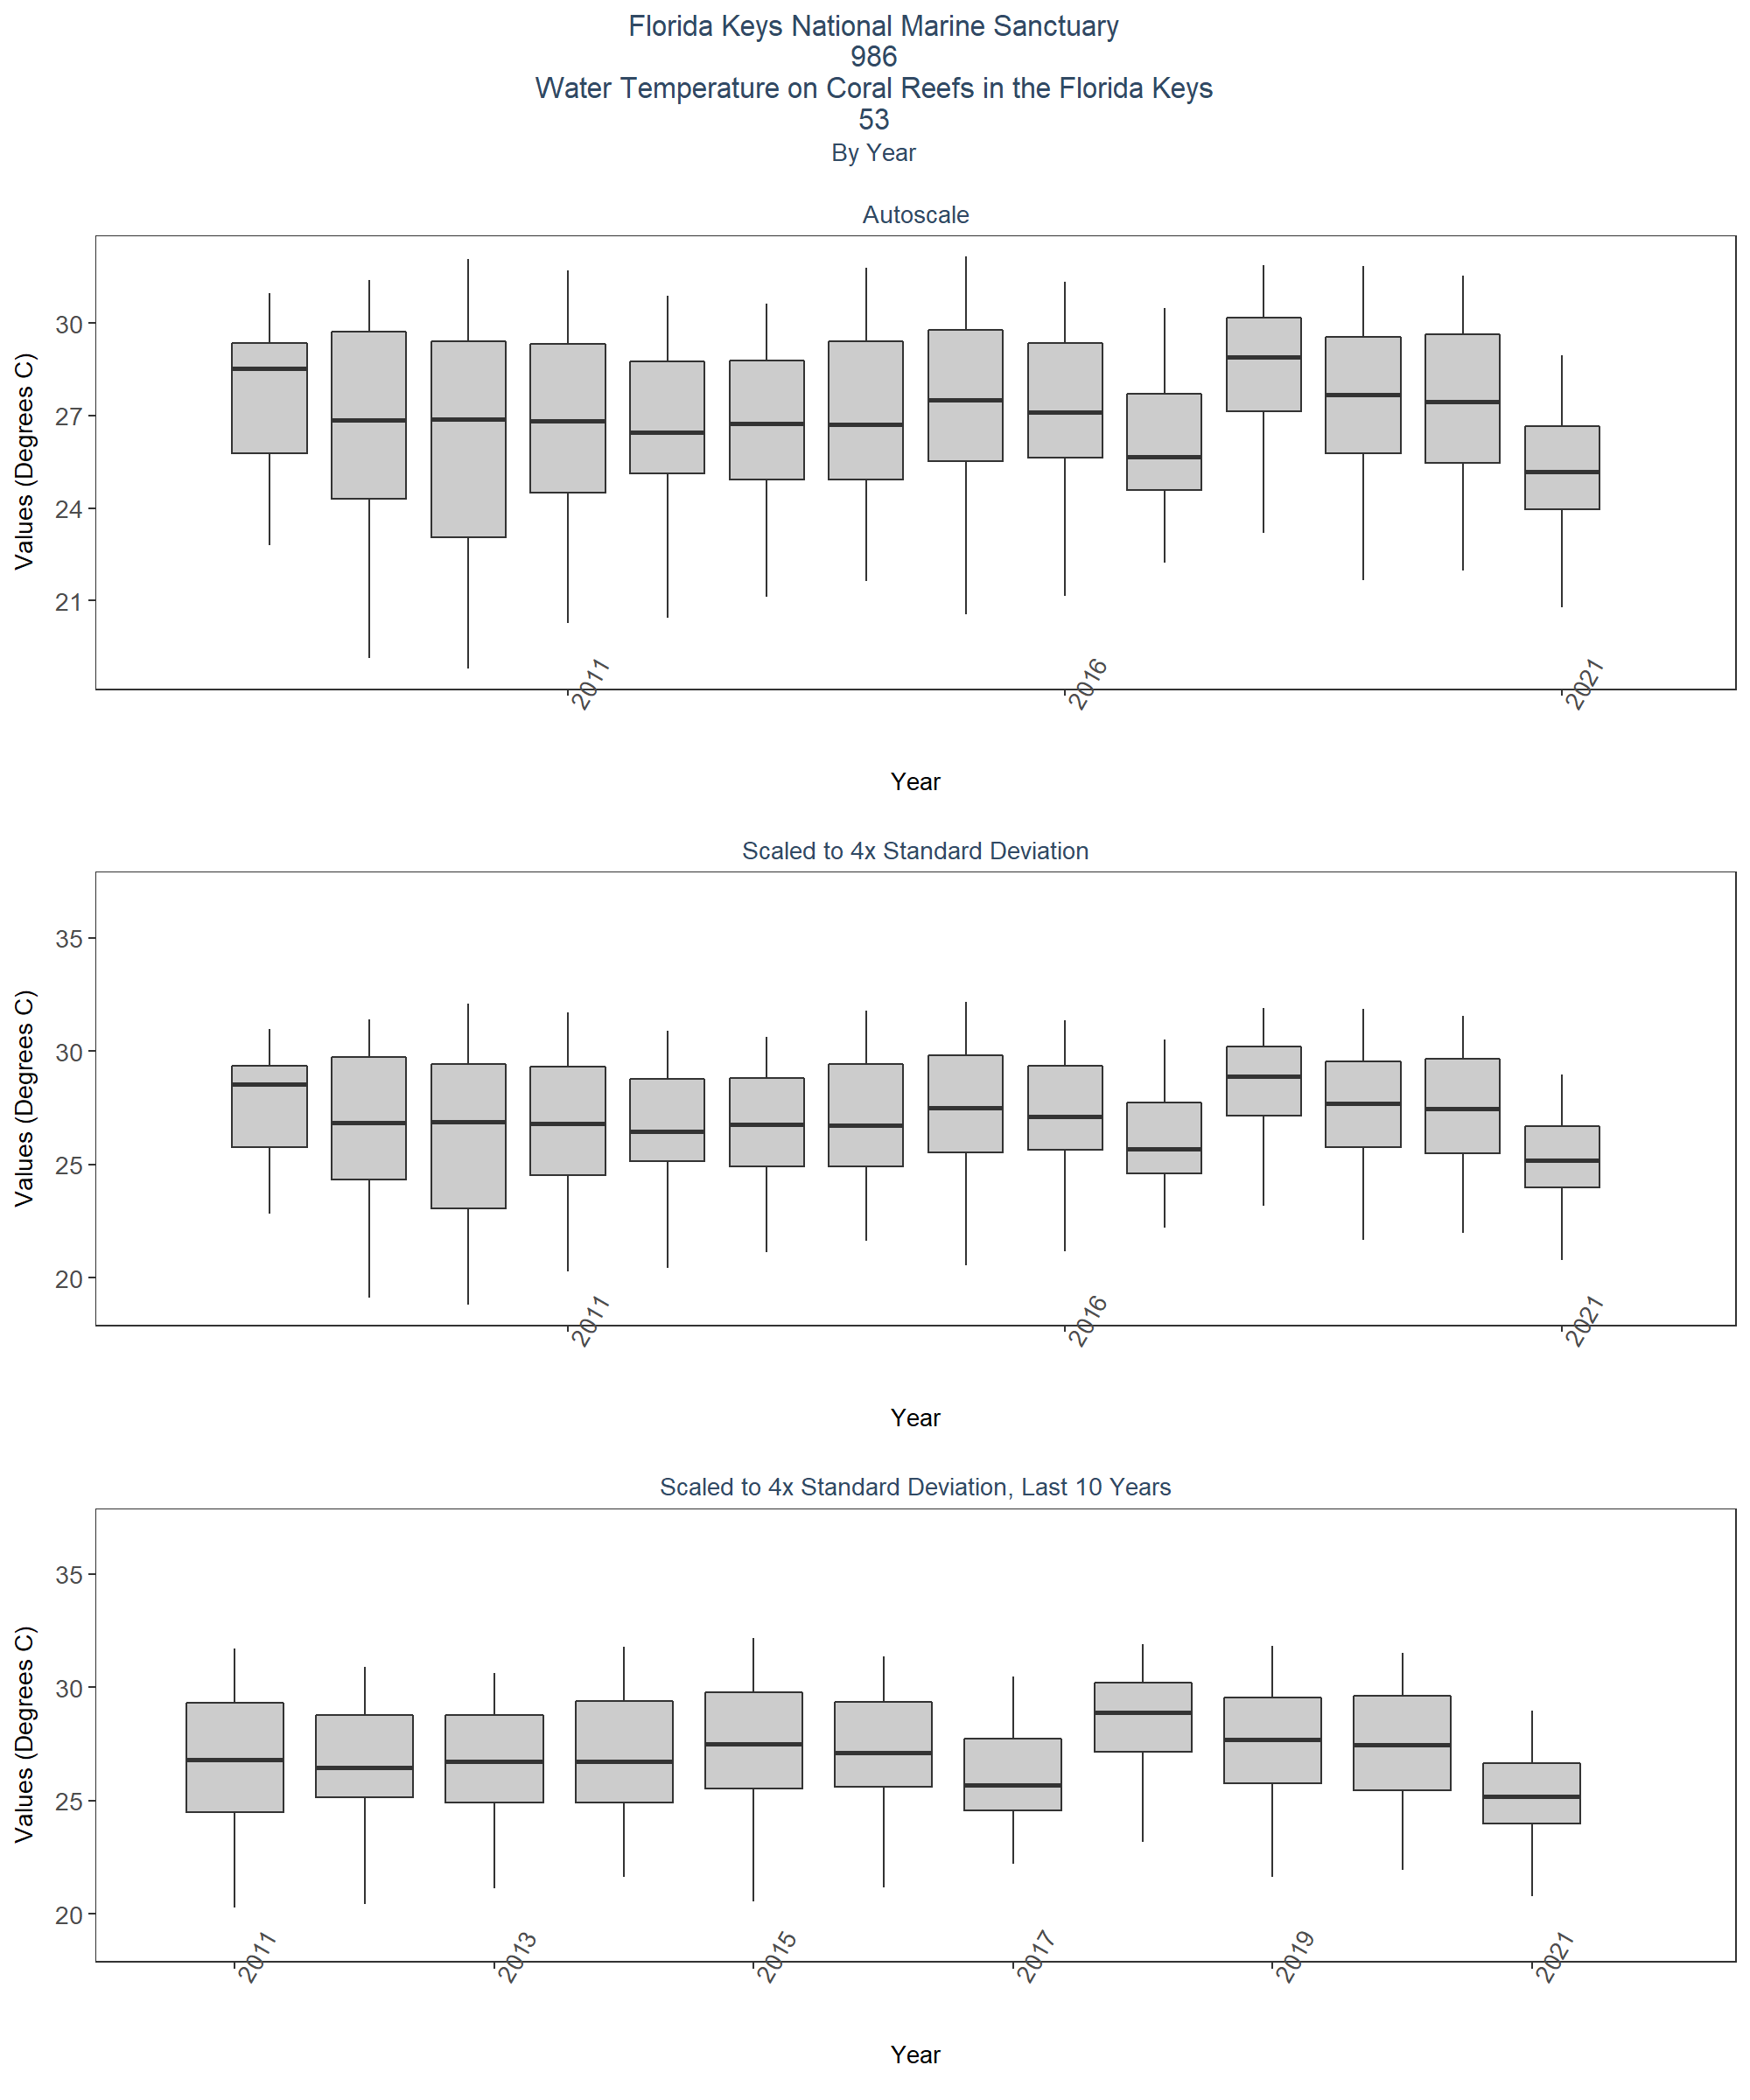 Florida Keys National Marine Sanctuary
986
Water Temperature on Coral Reefs in the Florida Keys
53
By Year
Autoscale
Values (Degrees C)
30
27
24
21
2011
2016
2021
Year
Scaled to 4x Standard Deviation
Values (Degrees C)
35
30
25
20
2011
2016
2021
Year
Scaled to 4x Standard Deviation, Last 10 Years
Values (Degrees C)
35
30
25
20
2011
2013
2015
2017
2019
2021
Year